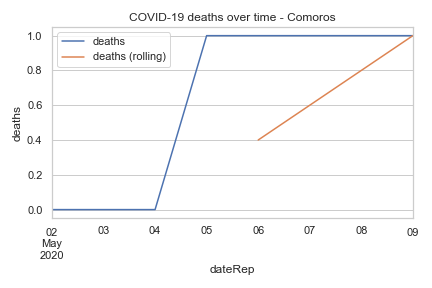 COVID-19 deaths over time - Comoros
deaths
deaths (rolling)
1.0
0.8
0.6
0.4
0.2
0.0
deaths
02 03 04 05 06 07 08 09
May
2020
dateRep